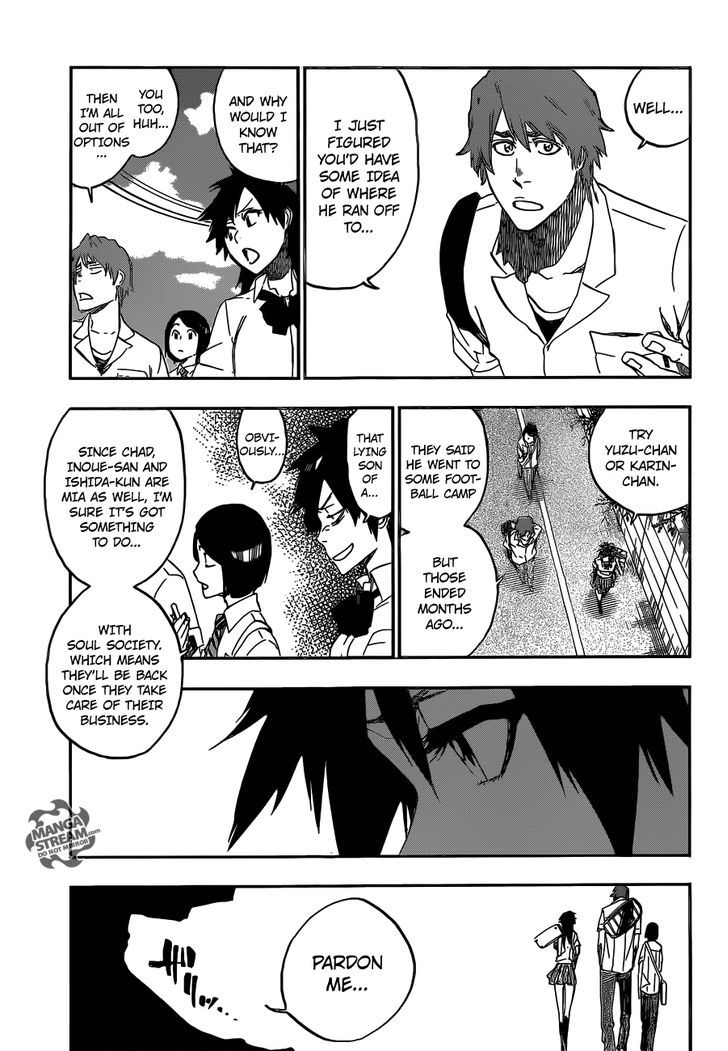 WELL...
I JUST
FIGURED
YOU'D HAVE
SOME IDEA
OF WHERE
HE RAN OFF
TO...
AND WHY
WOULD I
KNOW
THAT?
YOU
TOO,
HUH...
THEN
I'M ALL
OUT OF
OPTIONS
...
TRY
YUZU-CHAN
OR KARIN-
CHAN.
THEY SAID
HE WENT TO
SOME FOOT-
BALL CAMP
BUT
THOSE
ENDED
MONTHS
AGO...
THAT
LYING
SON OF
A...
OBVI-
OUSLY...
SINCE CHAD,
INOUE-SAN AND
ISHIDA-KUN ARE
MIA AS WELL, I'M
SURE IT'S GOT
SOMETHING
TO DO...
WITH
SOUL SOCIETY.
WHICH MEANS
THEY'LL BE BACK
ONCE THEY TAKE
CARE OF THEIR
BUSINESS.
MANGA
STREAM.com
DO NOT MIRROR
PARDON
ME...